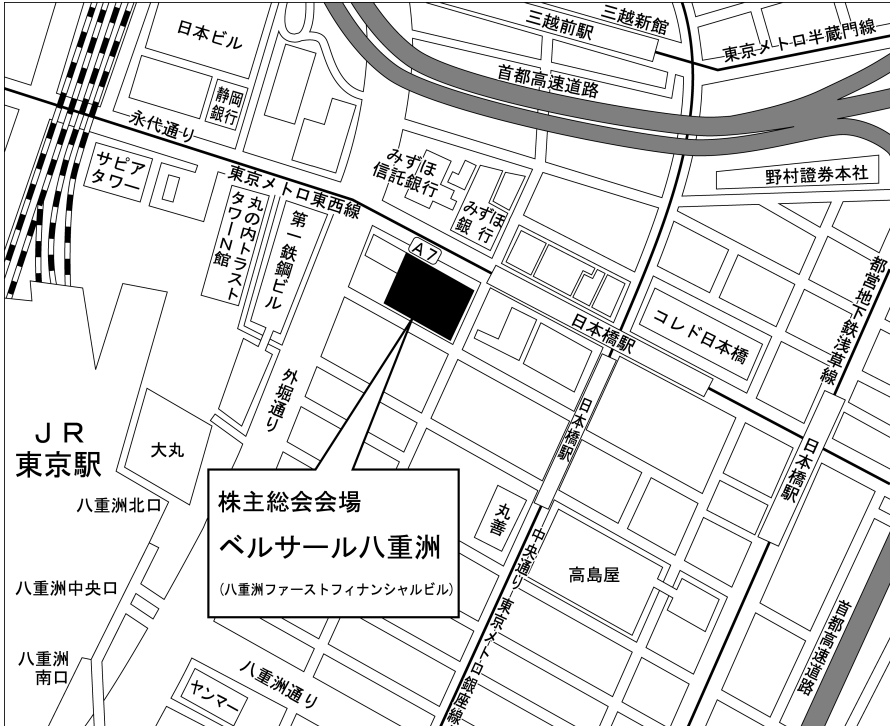 三越新館
三越前駅
東京メトロ半蔵門線
日本ビル
首都高速道路
静岡
銀行
永代通り
サピア
タワー
みずほ
信託銀行
野村證券本社
東京メトロ東西線
みずほ
銀行
丸の内トラスト
タワーN館
第一鉄鋼ビル
A7
都営地下鉄浅草線
日本橋駅
コレド日本橋
外堀通り
日本橋駅
日本橋駅
JR
東京駅
大丸
八重洲北口
株主総会会場
ベルサール八重洲
(八重洲ファーストフィナンシャルビル)
丸善
中央通り
東京メトロ銀座線
高島屋
八重洲中央口
首都高速道路
八重洲
南口
八重洲通り
ヤンマー